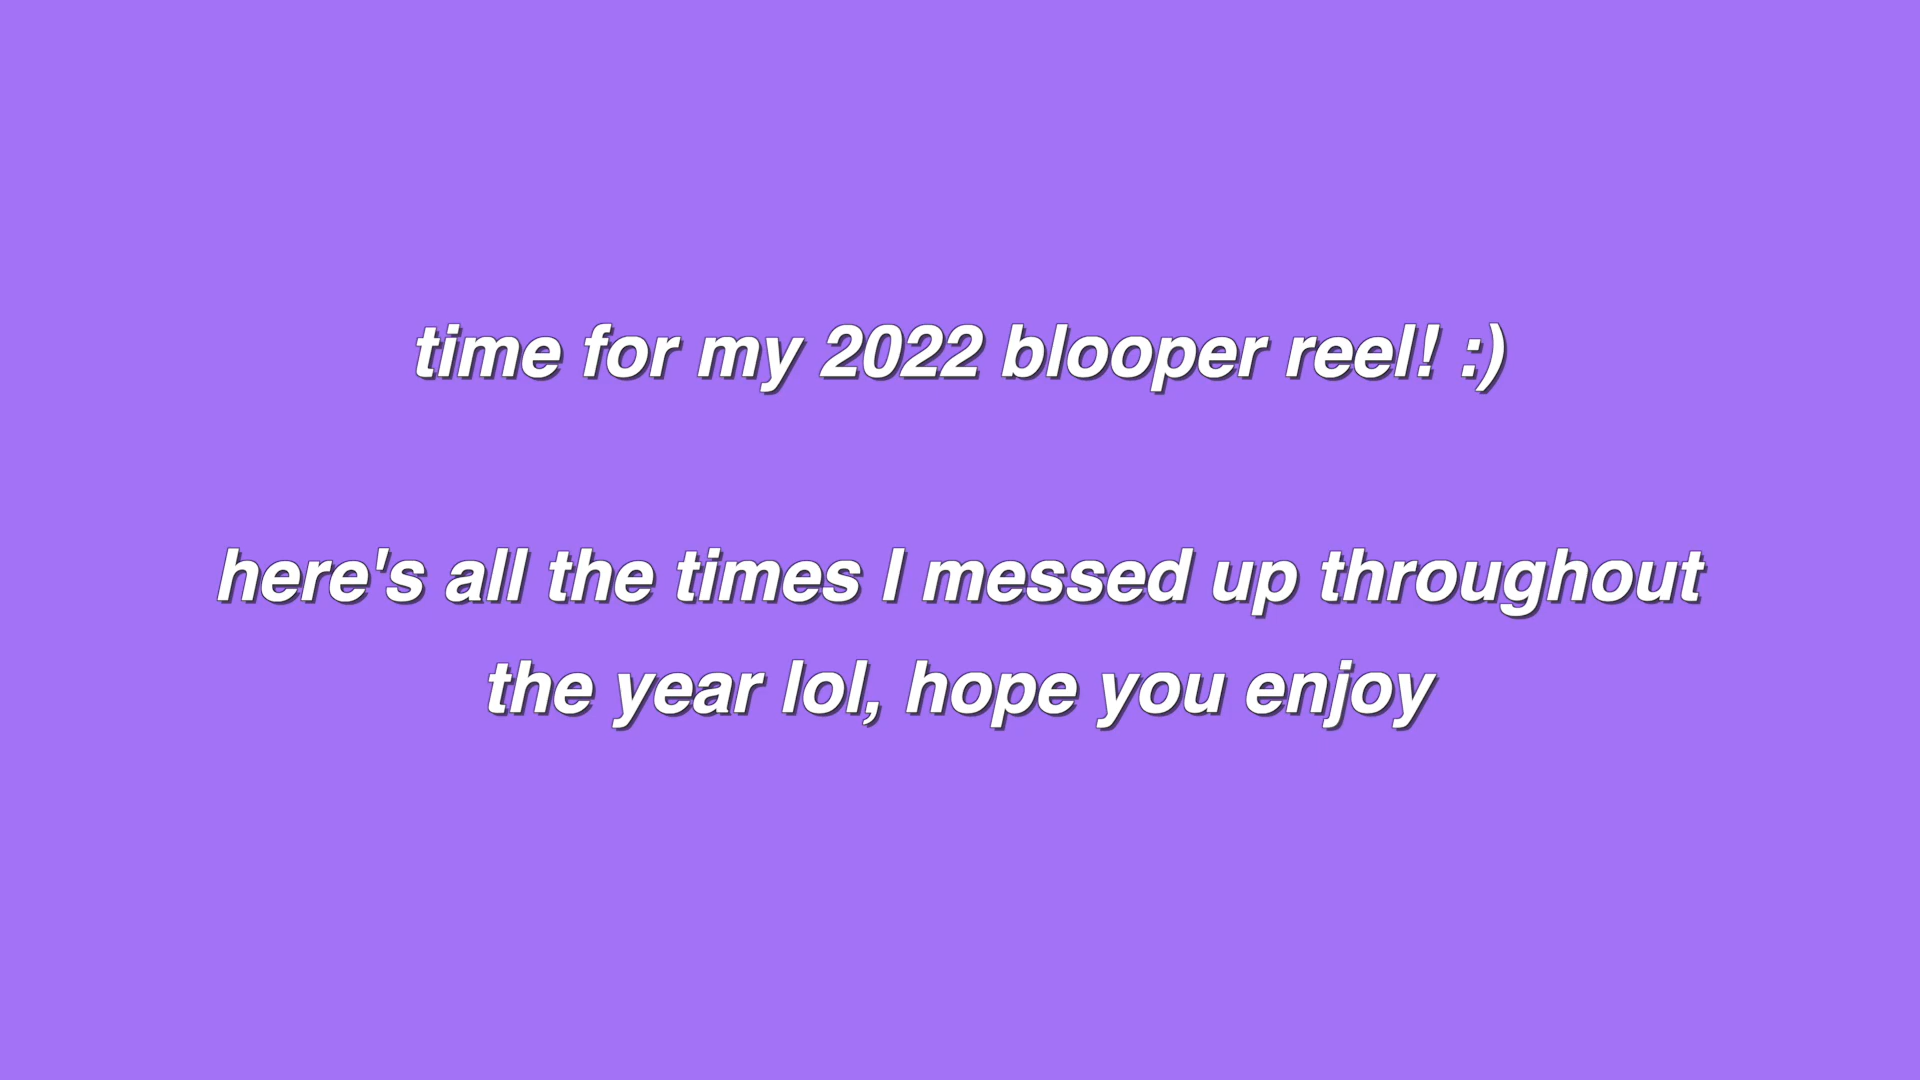 time for my 2022 blooper reel! :)
here's all the times I messed up throughout
the year lol, hope you enjoy